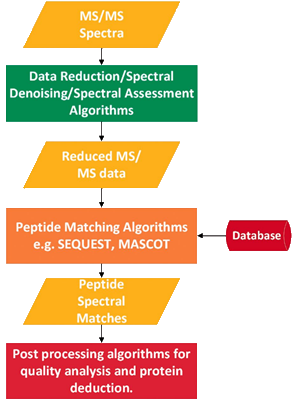 MS/MS
Spectra
Data Reduction/Spectral
Denoising/Spectral Assessment
Algorithms
Reduced MS/
MS data
Peptide Matching Algorithms
e.g. SEQUEST, MASCOT
Database
Peptide
Spectral
Matches
Post processing algorithms for
quality analysis and protein
deduction.